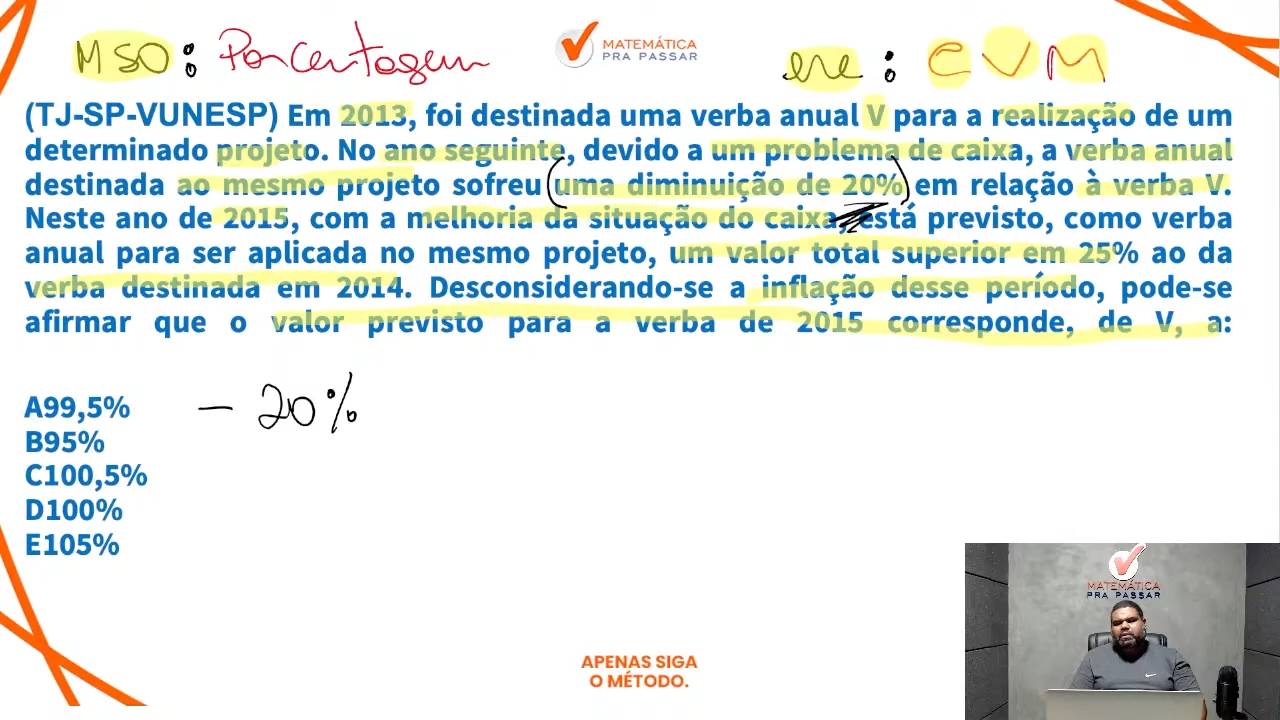 MSO: Porcentagem
MATEMÁTICA
PRA PASSAR
: CVM
(TJ-SP-VUNESP) Em 2013, foi destinada uma verba anual V para a realização de um
determinado projeto. No ano seguinte, devido a um problema de caixa, a verba anual
destinada ao mesmo projeto sofreu (uma diminuição de 20%) em relação à verba V.
Neste ano de 2015, com a melhoria da situação do caixa, está previsto, como verba
anual para ser aplicada no mesmo projeto, um valor total superior em 25% ao da
verba destinada em 2014. Desconsiderando-se a inflação desse período, pode-se
afirmar que o valor previsto para a verba de 2015 corresponde, de V, a:
A99,5%
- 20%
B95%
C100,5%
D100%
E105%
MATEMÁTICA
PRA PASSAR
APENAS SIGA
O MÉTODO.